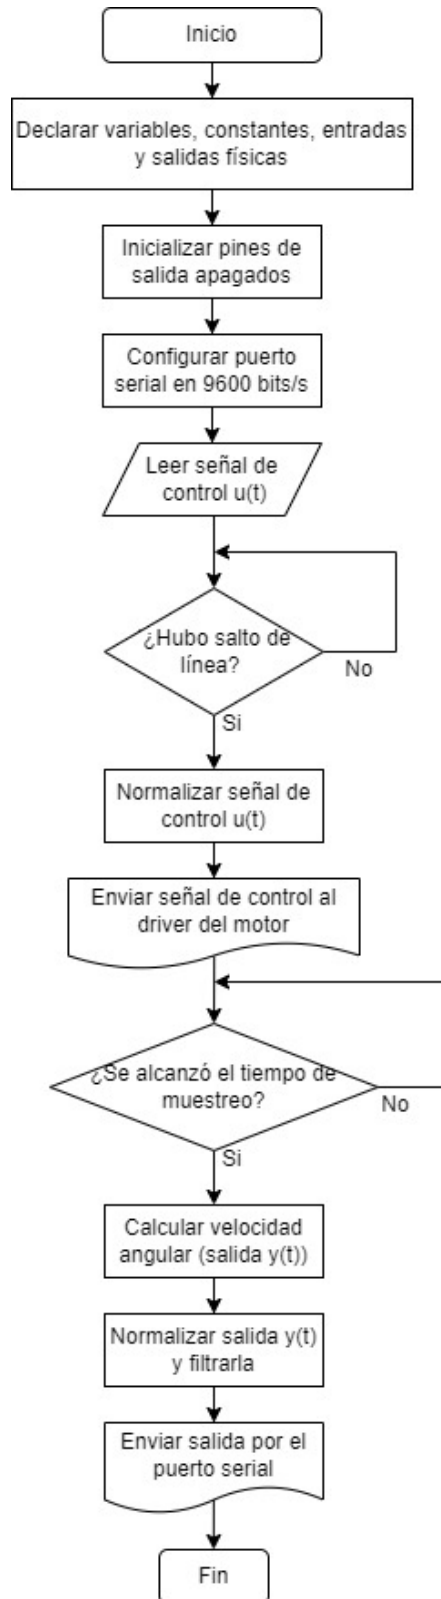 Inicio
Declarar variables, constantes, entradas
y salidas físicas
Inicializar pines de
salida apagados
Configurar puerto
serial en 9600 bits/s
Leer señal de
control u(t)
¿Hubo salto de
línea?
No
Si
Normalizar señal de
control u(t)
Enviar señal de control al
driver del motor
¿Se alcanzó el tiempo de
muestreo?
No
Si
Calcular velocidad
angular (salida y(t))
Normalizar salida y(t)
y filtrarla
Enviar salida por el
puerto serial
Fin